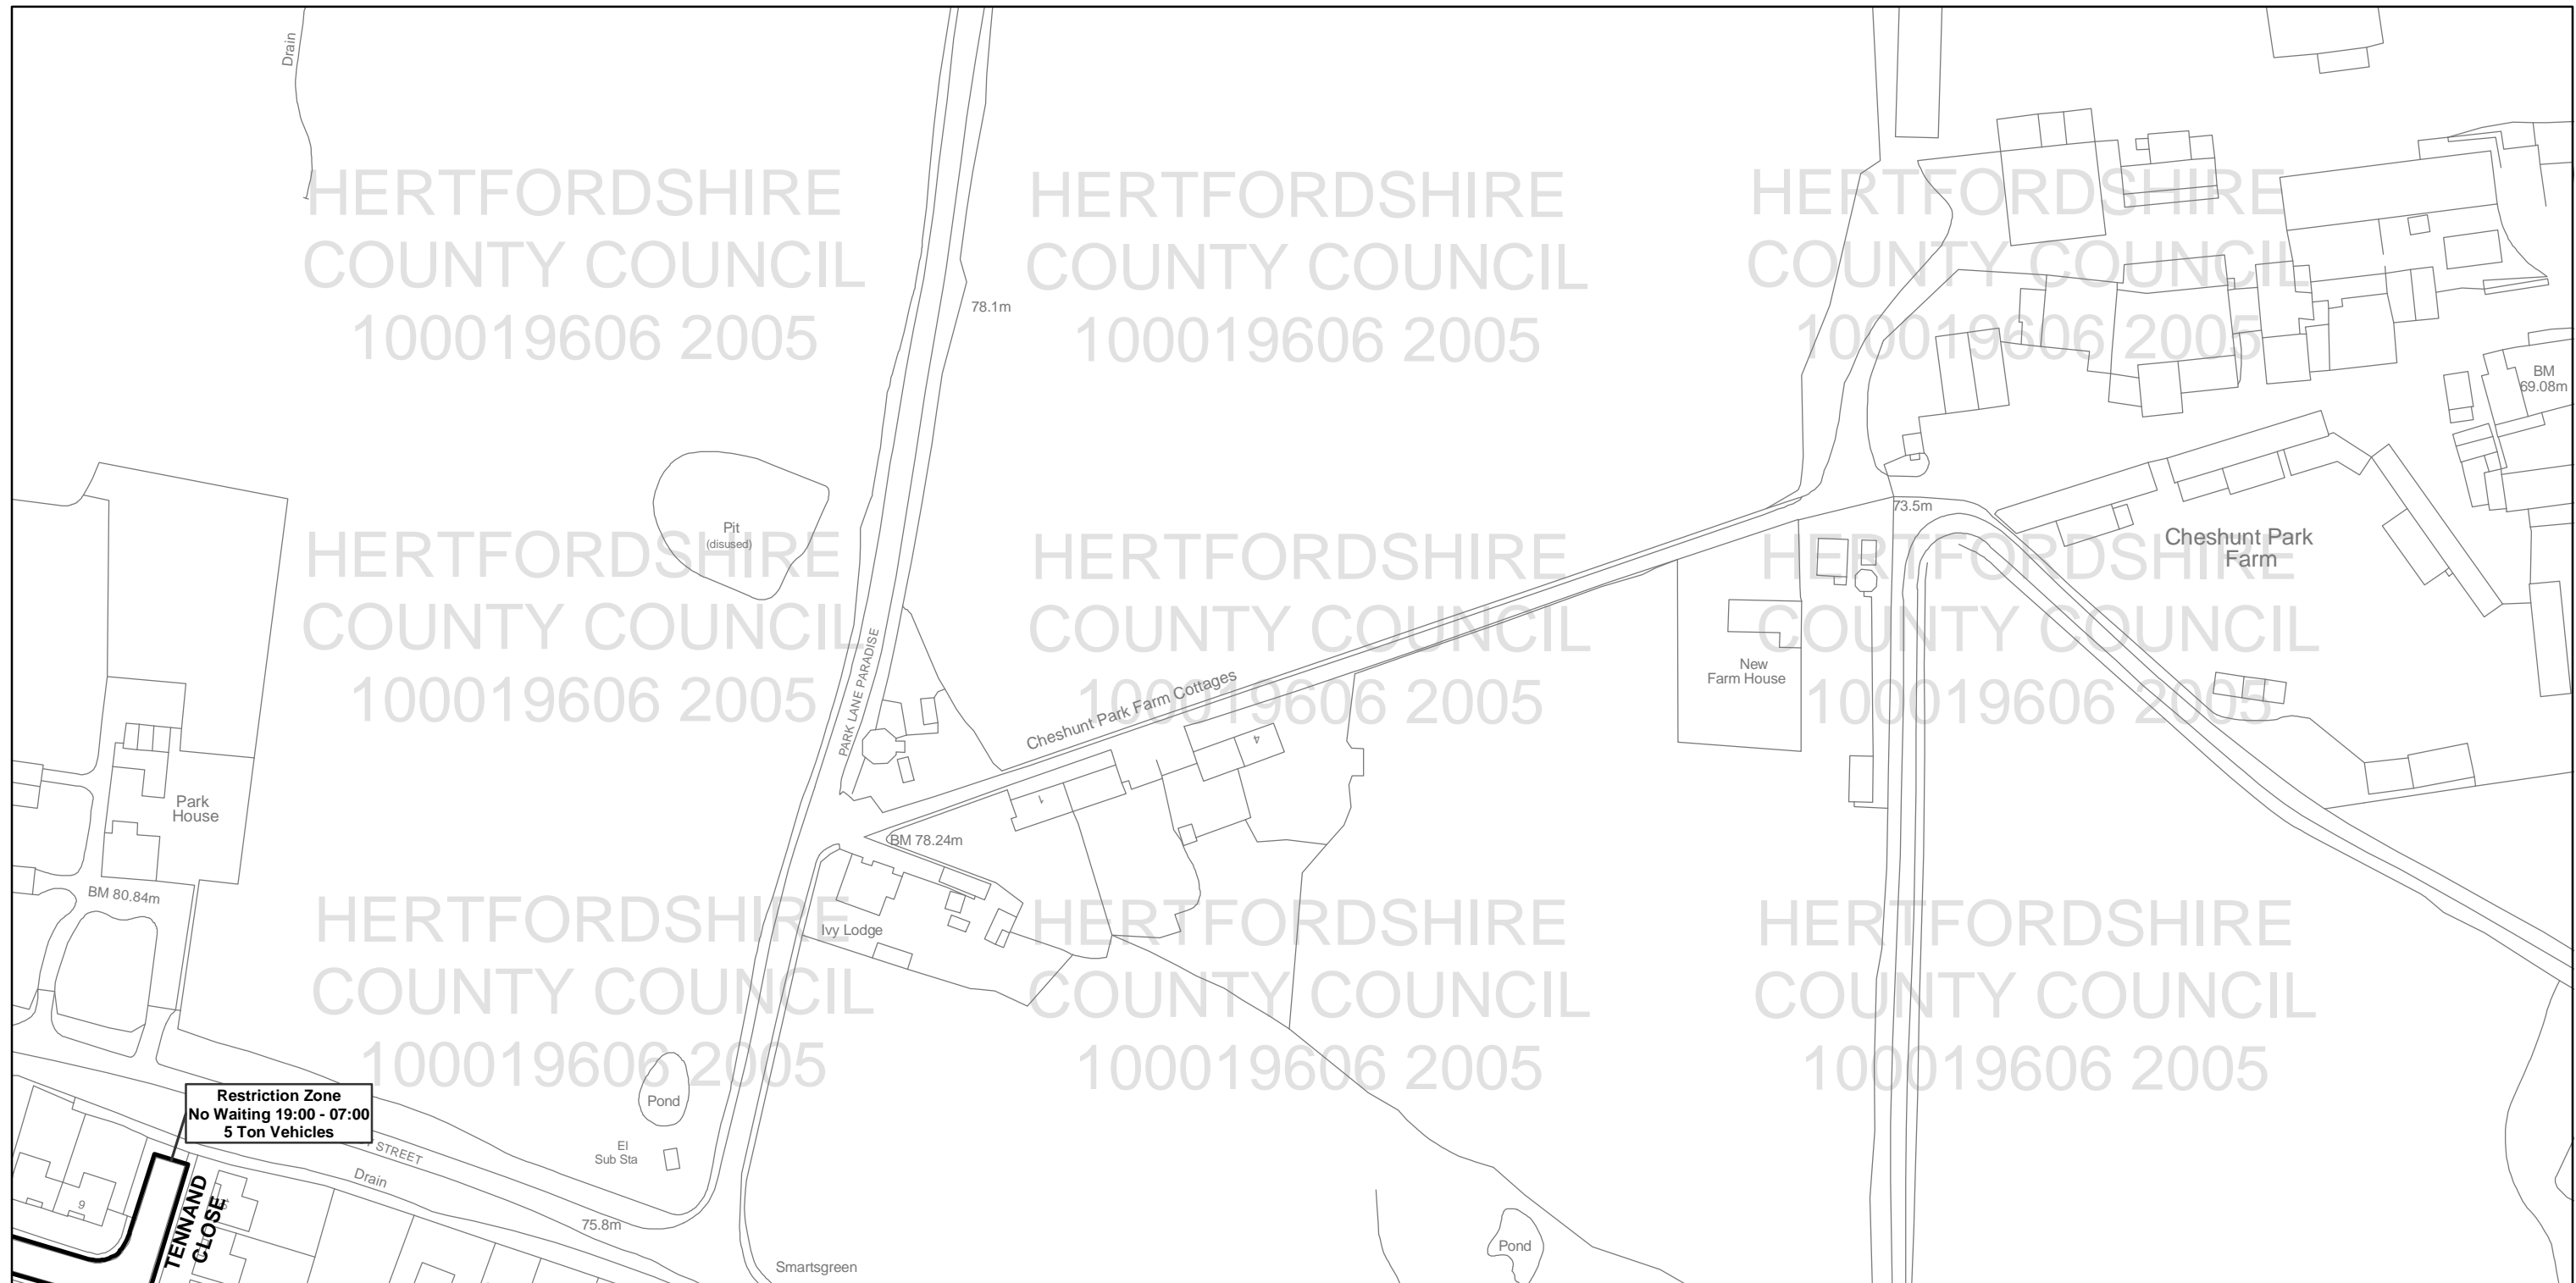 Drain
HERTFORDSHIRE
COUNTY COUNCIL
100019606 2005
HERTFORDSHIRE
COUNTY COUNCIL
100019606 2005
HERTFORDSHIRE
COUNTY COUNCIL
100019606 2005
78.1m
BM
69.08m
Pit
(disused)
73.5m
Cheshunt Park
Farm
HERTFORDSHIRE
COUNTY COUNCIL
100019606 2005
HERTFORDSHIRE
COUNTY COUNCIL
100019606 2005
HERTFORDSHIRE
COUNTY COUNCIL
100019606 2005
PARK LANE PARADISE
Cheshunt Park Farm Cottages
New
Farm House
4
1
Park
House
BM 78.24m
BM 80.84m
Ivy Lodge
HERTFORDSHIRE
COUNTY COUNCIL
100019606 2005
HERTFORDSHIRE
COUNTY COUNCIL
100019606 2005
HERTFORDSHIRE
COUNTY COUNCIL
100019606 2005
Restriction Zone
No Waiting 19:00 - 07:00
5 Ton Vehicles
Pond
El
Sub Sta
STREET
Drain
9
TENNAND
CLOSE
75.8m
Smartsgreen
Pond